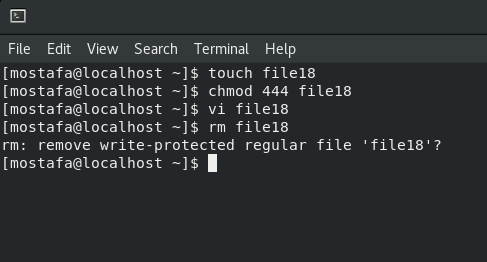 File Edit View Search Terminal Help
[mostafa@localhost ~]$ touch file18
[mostafa@localhost ~]$ chmod 444 file18
[mostafa@localhost ~]$ vi file18
[mostafa@localhost ~]$ rm file18
rm: remove write-protected regular file 'file18'?
[mostafa@localhost ~]$